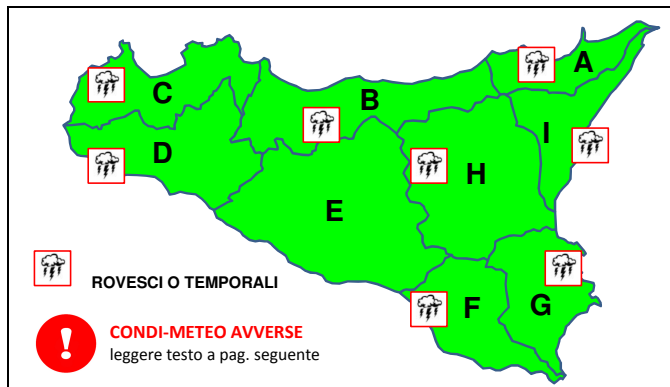 A
C
B
I
D
H
E
ROVESCI O TEMPORALI
F
G
!
CONDI-METEO AVVERSE
leggere testo a pag. seguente